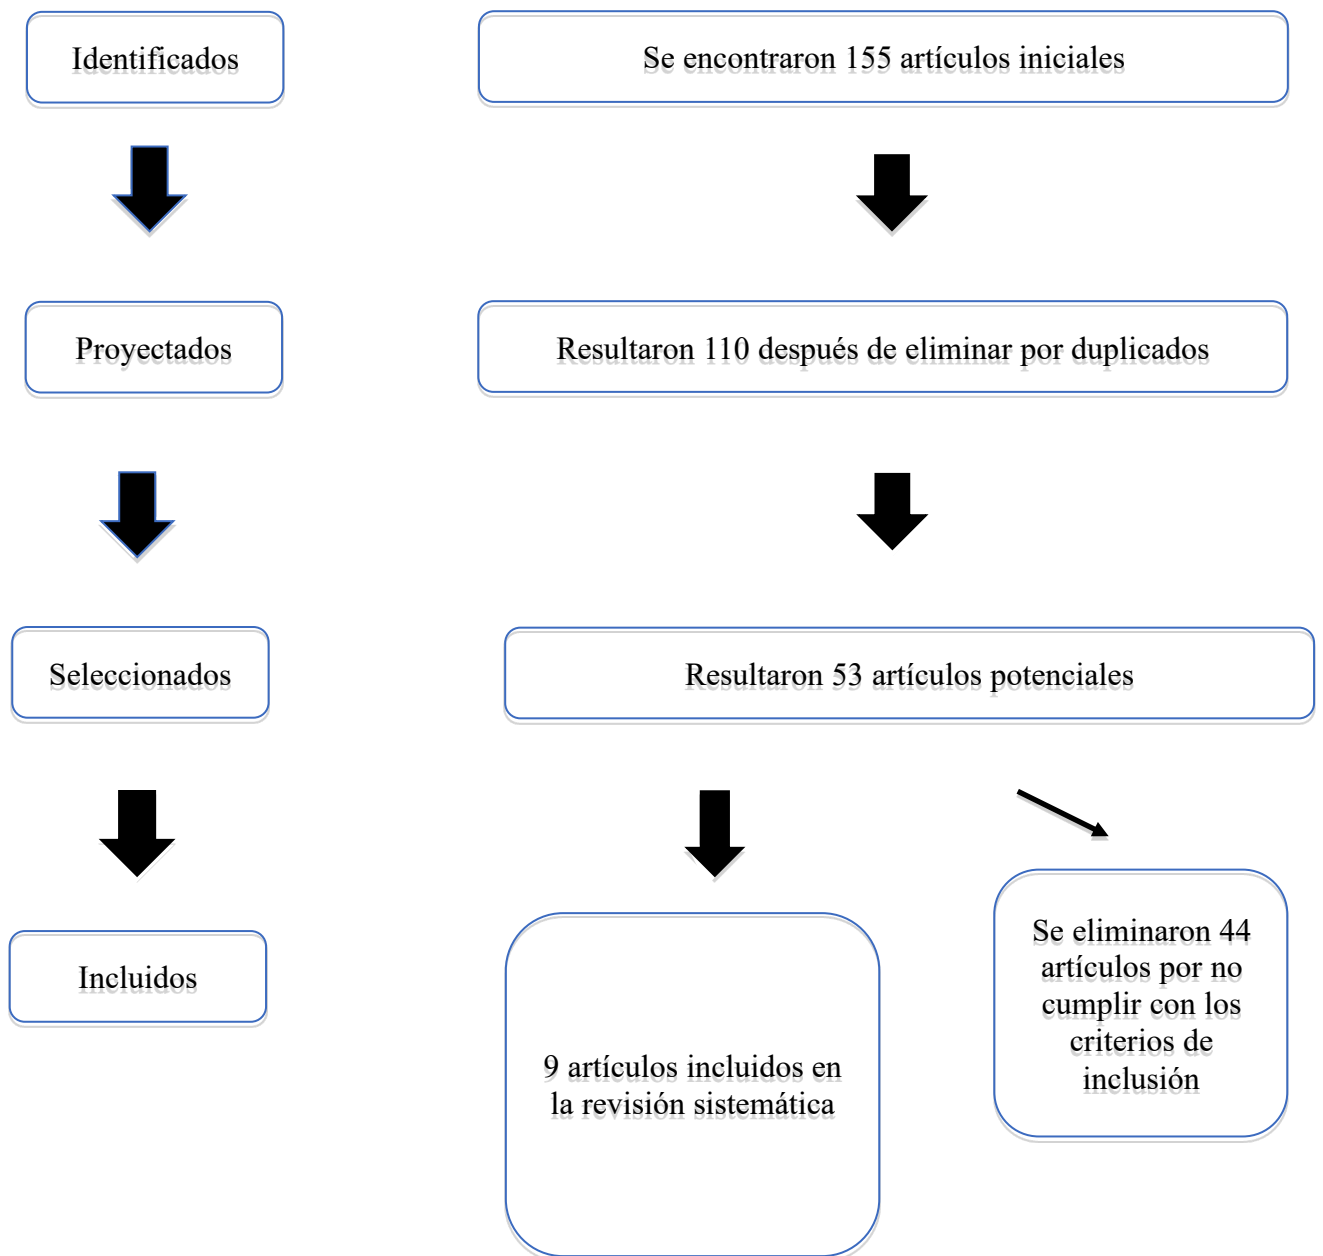 Identificados
Se encontraron 155 artículos iniciales
Proyectados
Resultaron 110 después de eliminar por duplicados
Seleccionados
Resultaron 53 artículos potenciales
Incluidos
9 artículos incluidos en
la revisión sistemática
Se eliminaron 44
artículos por no
cumplir con los
criterios de
inclusión